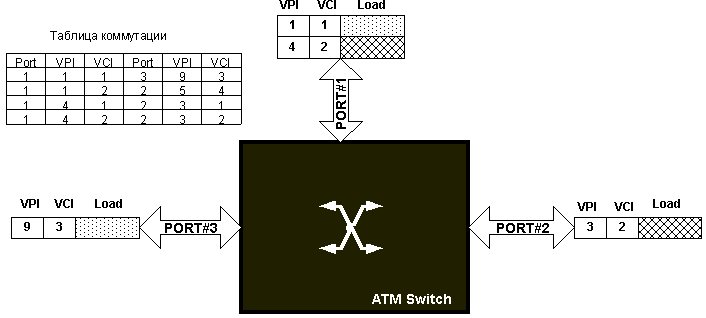 VPI VCI Load
1 1
4 2
Таблица коммутации
Port VPI VCI Port VPI VCI
1 1 1 3 9 3
1 1 2 2 5 4
1 4 1 2 3 1
1 4 2 2 3 2
PORT#1
VPI VCI Load
9 3
PORT#3
PORT#2
VPI VCI Load
3 2
ATM Switch